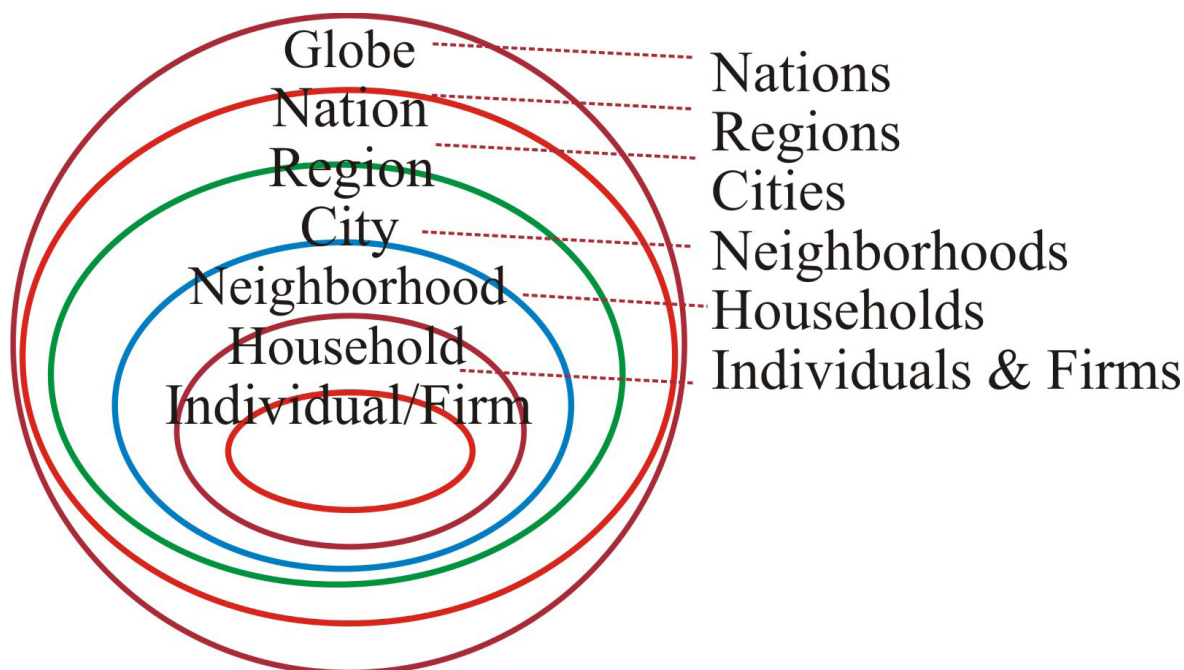 Globe
Nation
Region
City
Neighborhood
Household
Individual/Firm
Nations
Regions
Cities
Neighborhoods
Households
Individuals & Firms